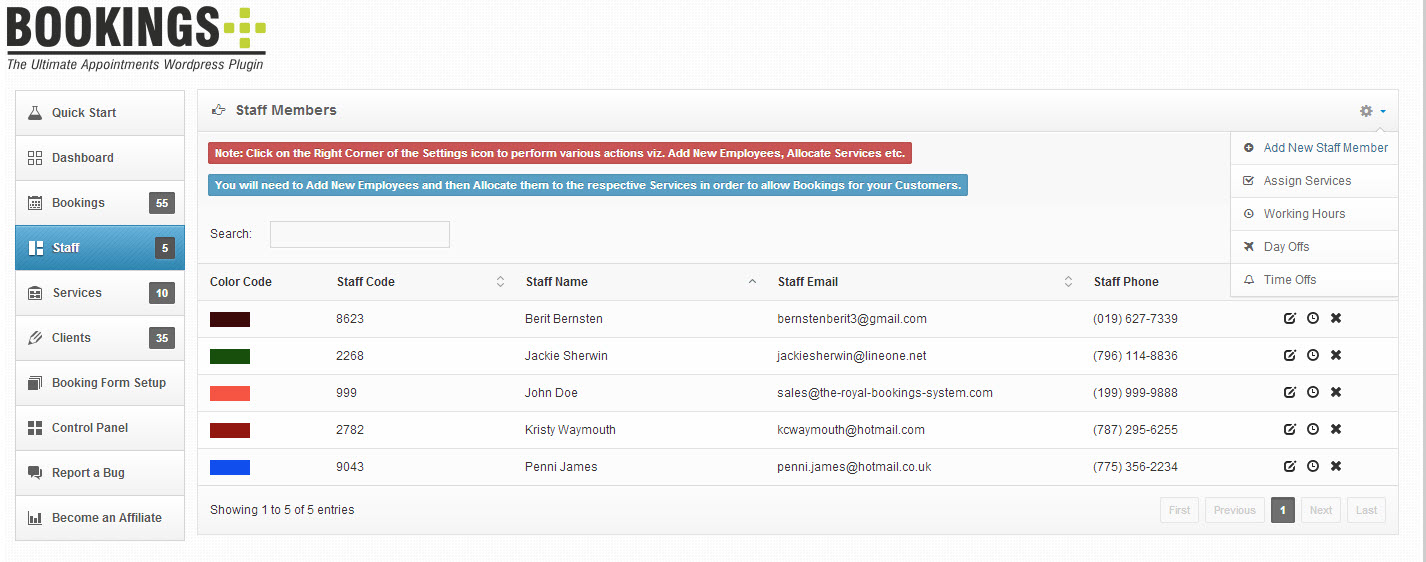 BOOKINGS
The Ultimate Appointments Wordpress Plugin
Quick Start
Dashboard
Bookings 55
Staff 5
Services 10
Clients 35
Booking Form Setup
Control Panel
Report a Bug
Become an Affiliate
Staff Members
Note: Click on the Right Corner of the Settings icon to perform various actions viz. Add New Employees, Allocate Services etc.
You will need to Add New Employees and then Allocate them to the respective Services in order to allow Bookings for your Customers.
Add New Staff Member
Assign Services
Working Hours
Day Offs
Time Offs
Search:
Color Code Staff Code Staff Name Staff Email Staff Phone
8623 Berit Bernsten bernstenberit3@gmail.com (019) 627-7339
2268 Jackie Sherwin jackiesherwin@lineone.net (796) 114-8836
999 John Doe sales@the-royal-bookings-system.com (199) 999-9888
2782 Kristy Waymouth kcwaymouth@hotmail.com (787) 295-6255
9043 Penni James penni.james@hotmail.co.uk (775) 356-2234
Showing 1 to 5 of 5 entries First Previous 1 Next Last